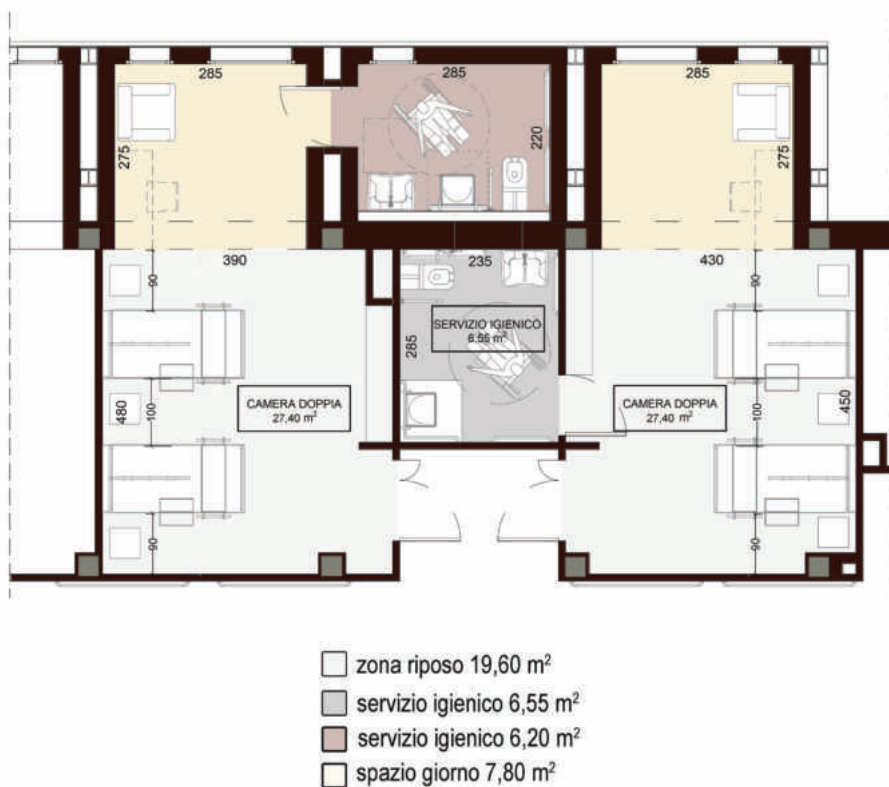 285
285
285
275
220
275
390
235
430
90
90
SERVIZIO IGIENICO
6.55 m²
285
CAMERA DOPPIA
27,40 m²
CAMERA DOPPIA
27,40 m²
480
100
100
450
90
90
zona riposo 19,60 m²
servizio igienico 6,55 m²
servizio igienico 6,20 m²
spazio giorno 7,80 m²